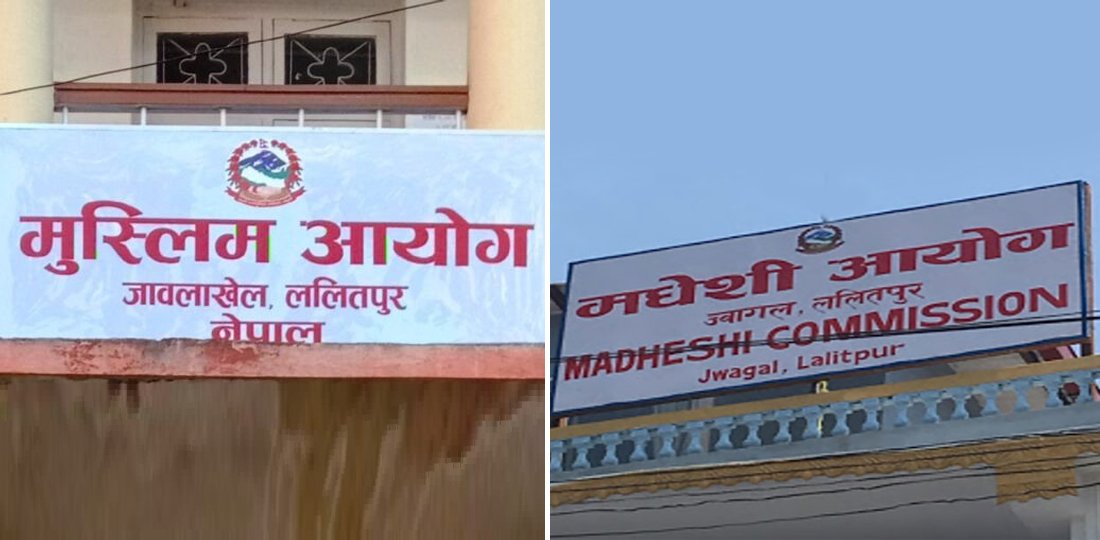 मुस्लिम आयोग
जावलाखेल, ललितपुर
नेपाल
मधेशी आयोग
ज्वागल, ललितपुर
MADHESHI COMMISSION
Jwagal, Lalitpur